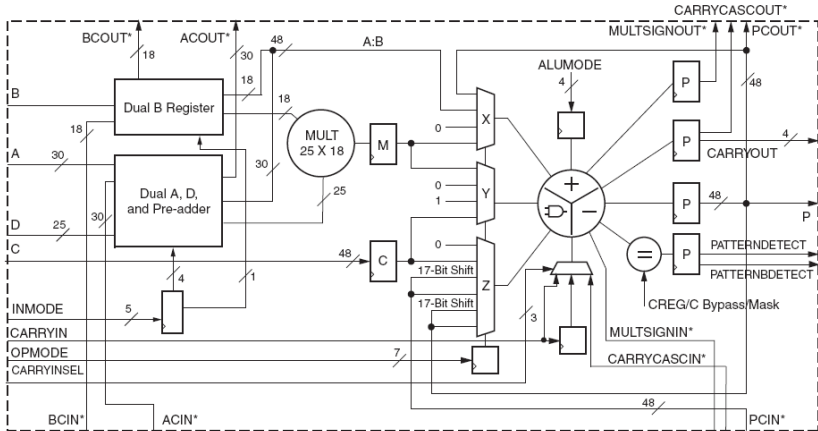 CARRYCASCOUT*
BCOUT* ACOUT* MULTSIGNOUT* PCOUT*
18 30 48 A:B 48
ALUMODE
4
B
18
18
Dual B Register
18
A
30
30
MULT
25 X 18
M
0
X
P
P
4
CARRYOUT
Dual A, D,
and Pre-adder
30
25
0
1
Y
P
48
P
D
25
C
48
C
0
17-Bit Shift
17-Bit Shift
Z
=
P
PATTERNDETECT
PATTERNBDETECT
CREG/C Bypass/Mask
4
1
3
INMODE
5
CARRYIN
OPMODE
7
CARRYINSEL
MULTSIGNIN*
CARRYCASCIN*
48
BCIN* ACIN* PCIN*